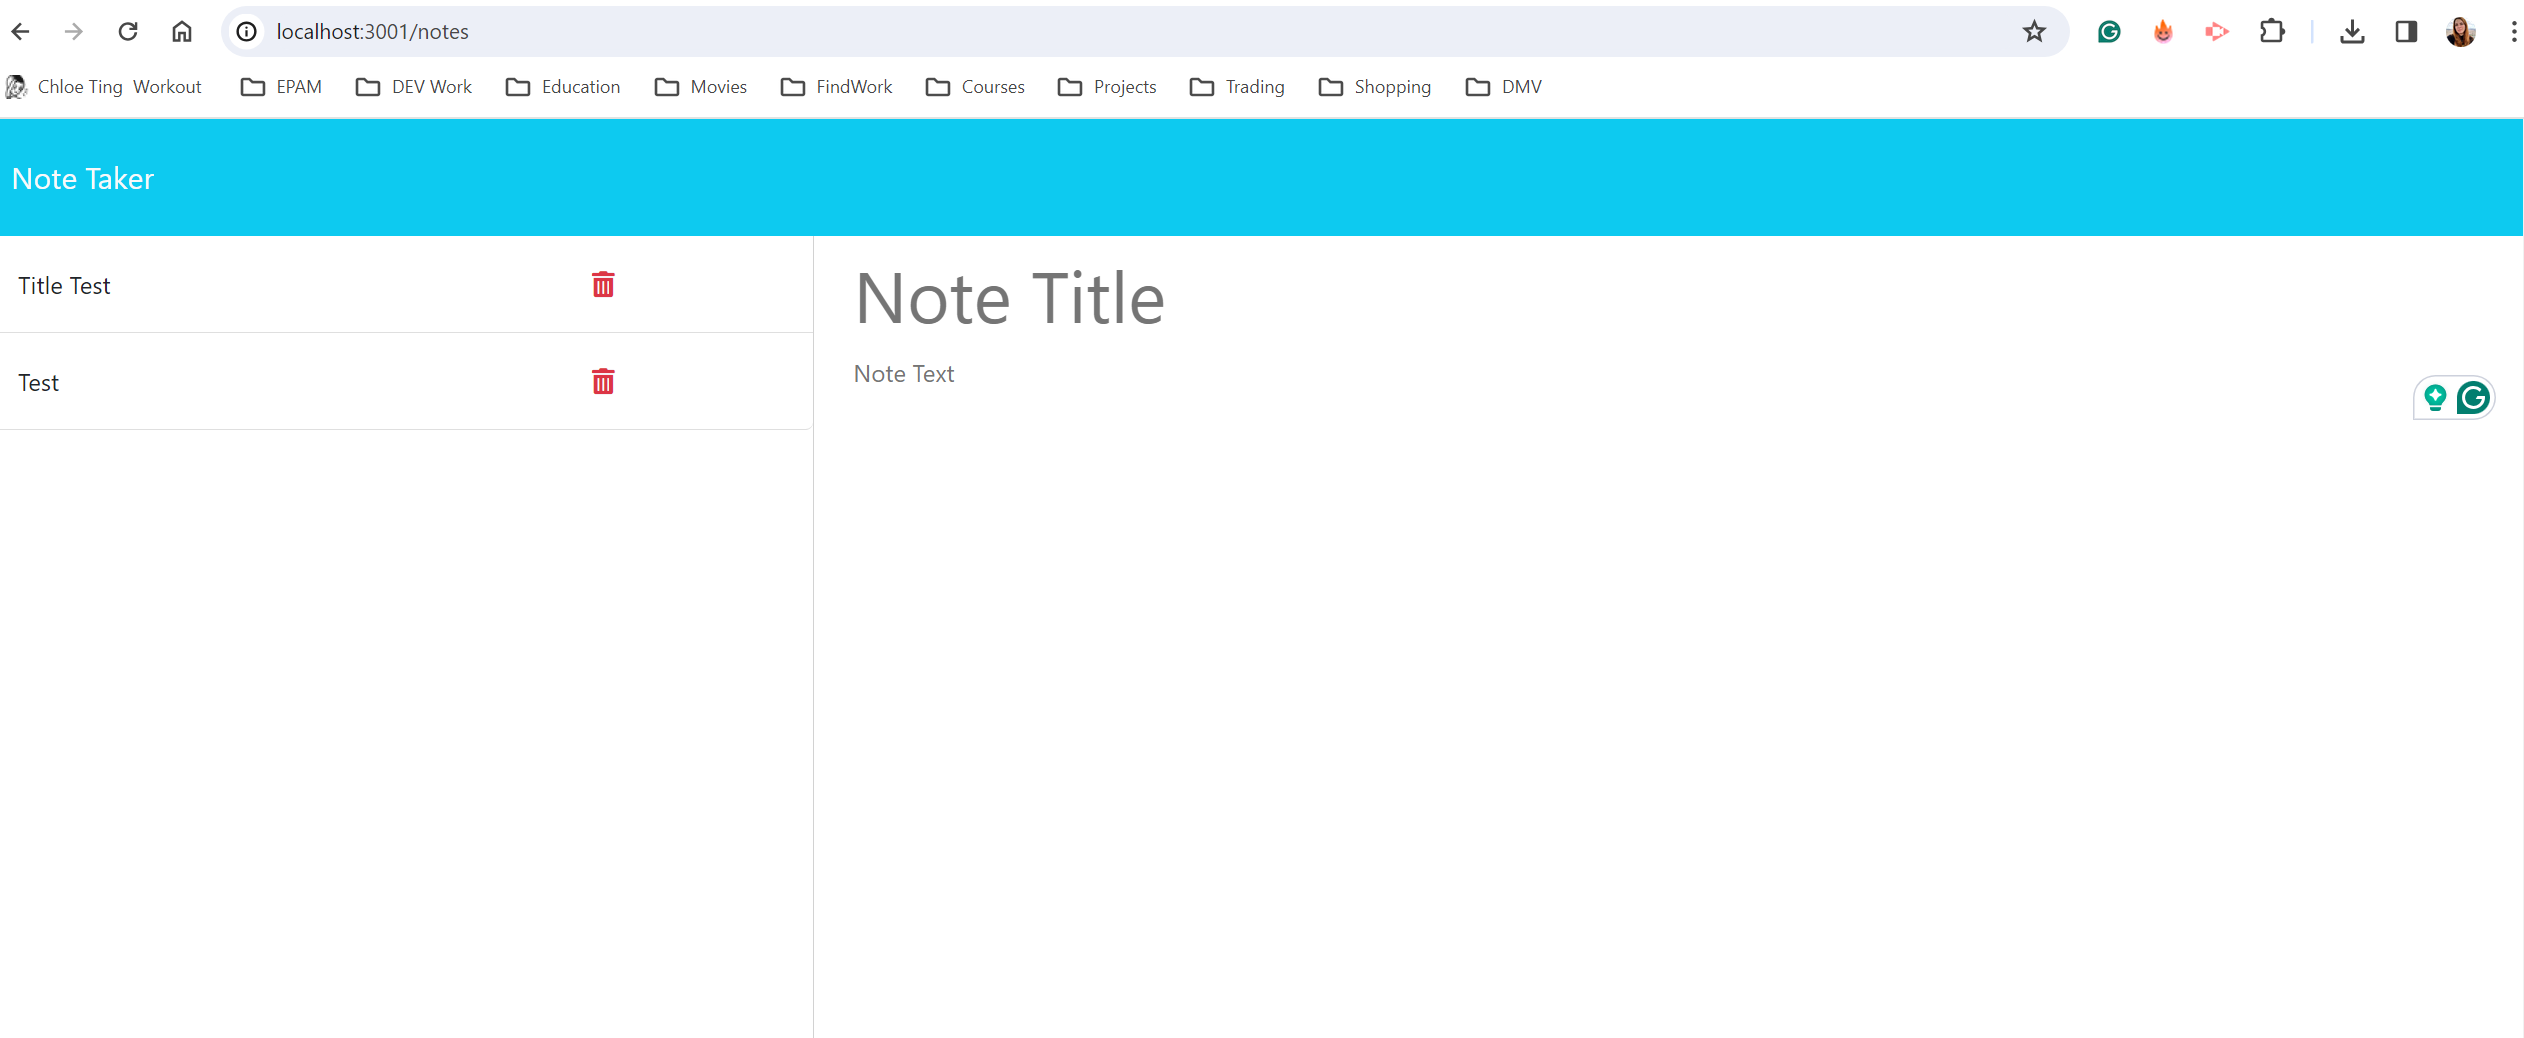 localhost:3001/notes
Chloe Ting Workout EPAM DEV Work Education Movies FindWork Courses Projects Trading Shopping DMV
Note Taker
Title Test
Test
Note Title
Note Text